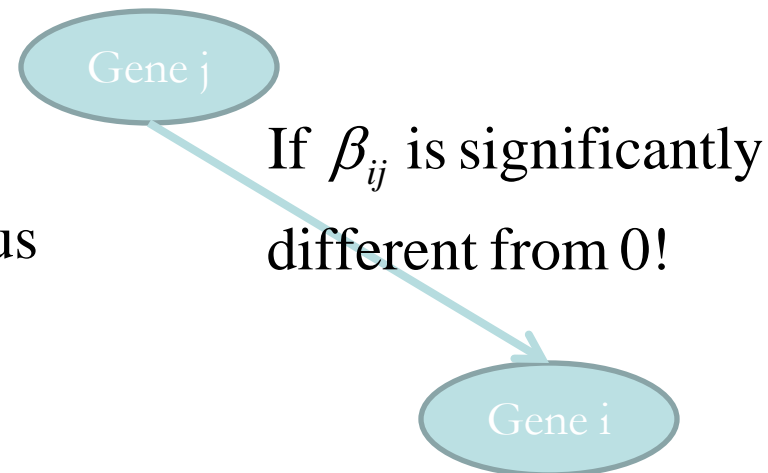 Gene j
If βij is significantly
us
different from 0!
Gene i